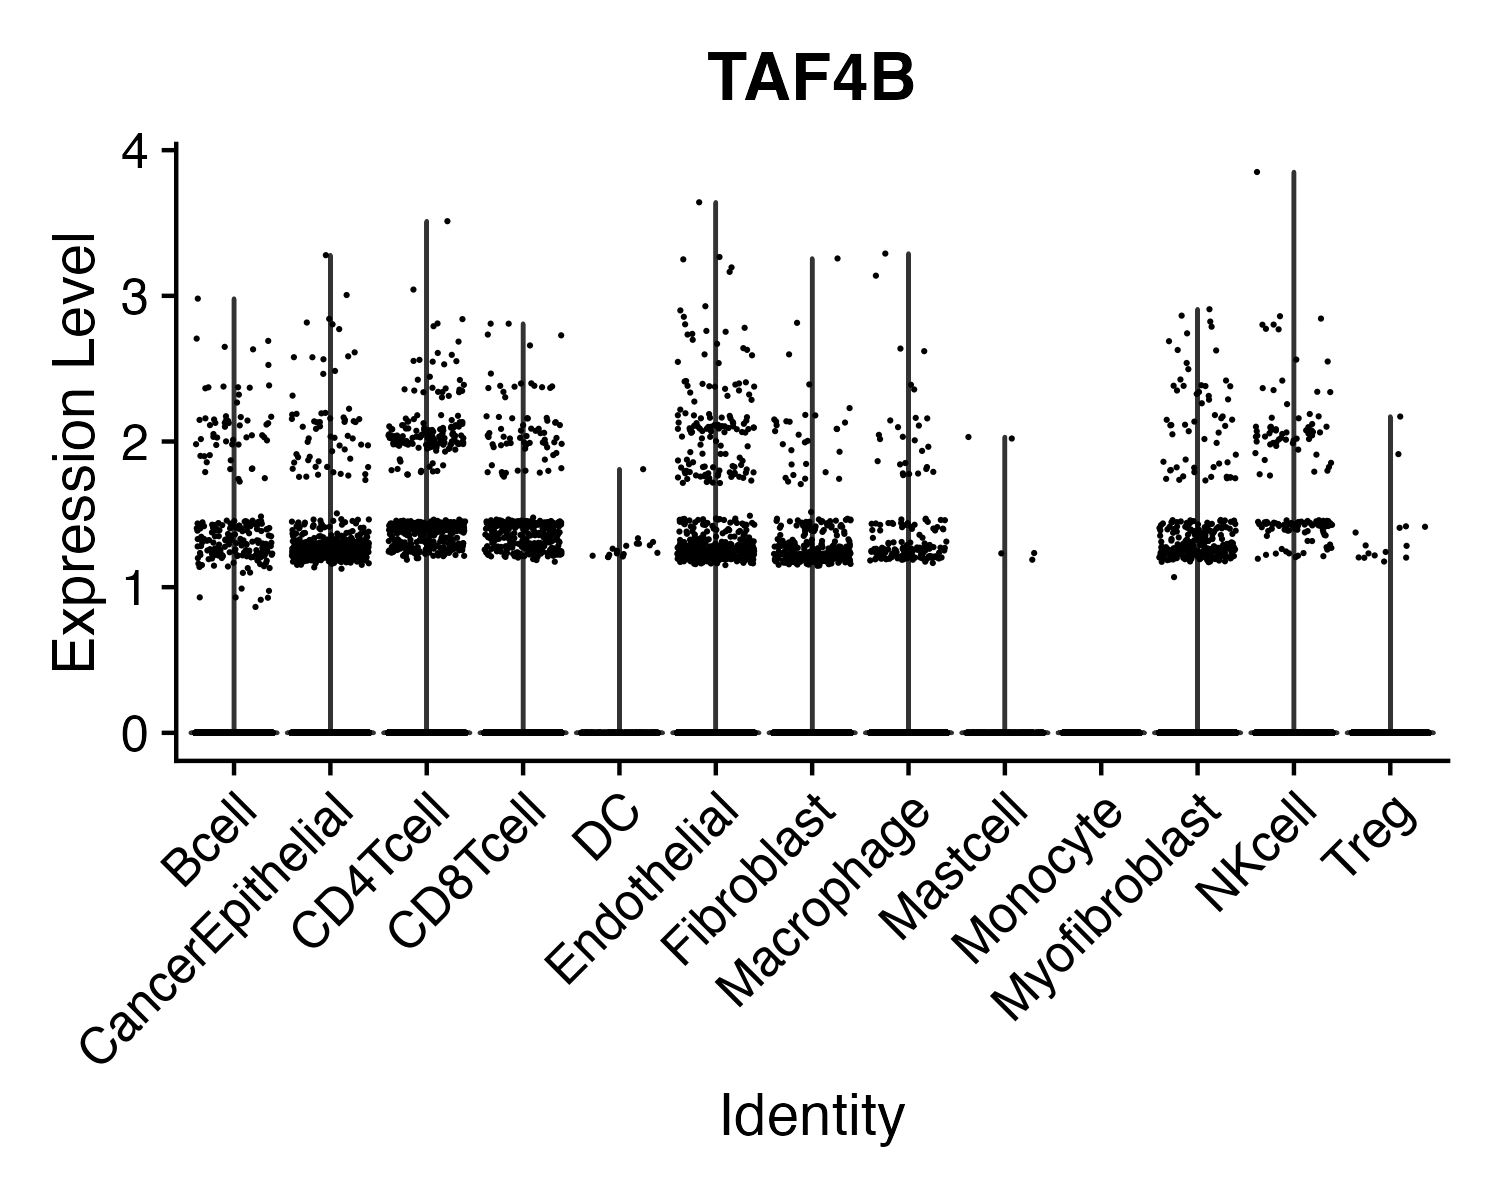 TAF4B
Expression Level
4
3
2
1
0
Bcell
CancerEpithelial
CD4Tcell
CD8Tcell
DC
Endothelial
Fibroblast
Macrophage
Mastcell
Monocyte
Myofibroblast
NKcell
Treg
Identity